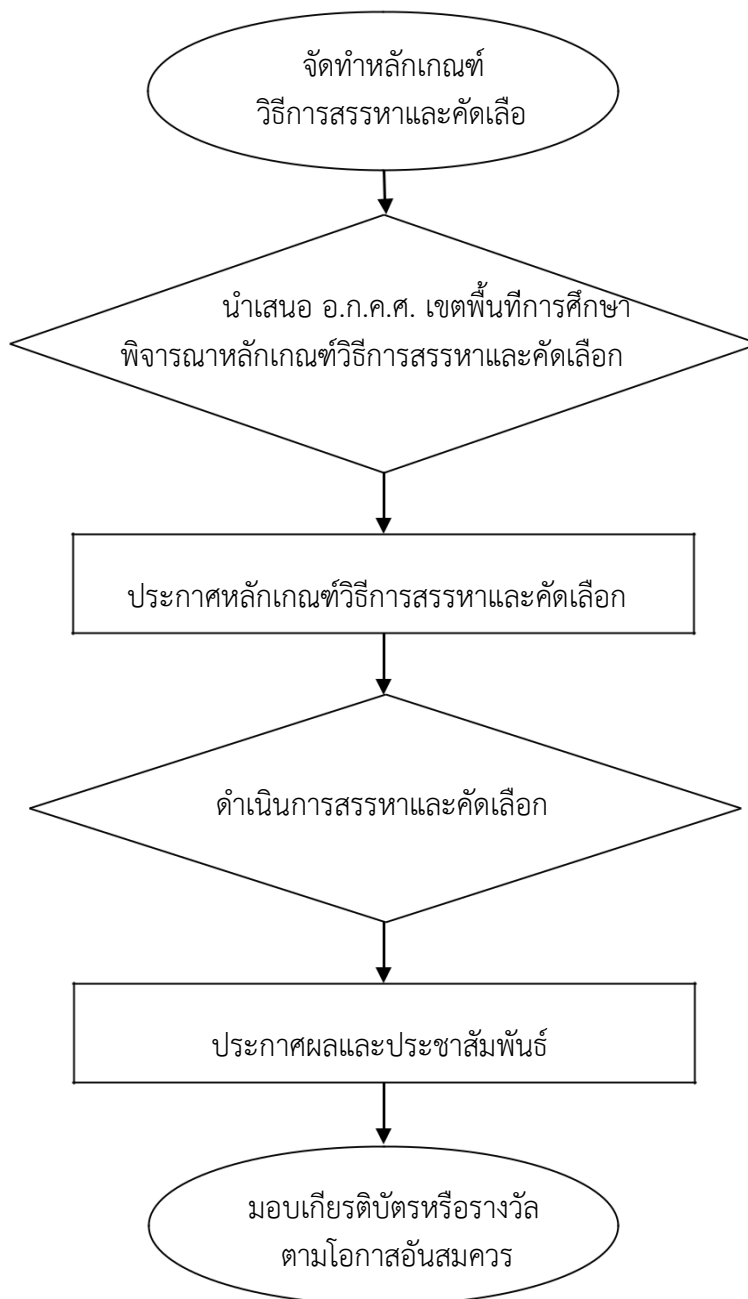 จัดทำหลักเกณฑ์
วิธีการสรรหาและคัดเลือ
นำเสนอ อ.ก.ค.ศ. เขตพื้นที่การศึกษา
พิจารณาหลักเกณฑ์วิธีการสรรหาและคัดเลือก
ประกาศหลักเกณฑ์วิธีการสรรหาและคัดเลือก
ดำเนินการสรรหาและคัดเลือก
ประกาศผลและประชาสัมพันธ์
มอบเกียรติบัตรหรือรางวัล
ตามโอกาสอันสมควร